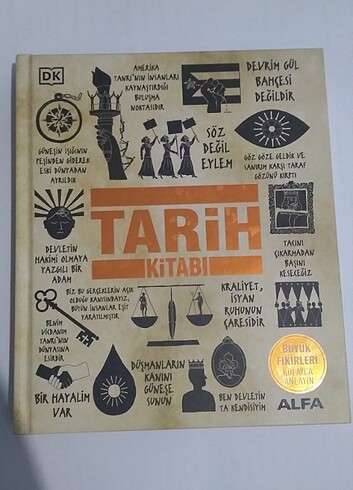 DK
AMERİKA
TANRI'NIN İNSANLARI
KAYNAŞTIRDIĞI
BULUŞMA
NOKTASIDIR
DEVRİM GÜL
BAHÇESİ
DEĞİLDİR
GÜNEŞİN IŞIĞININ
PEŞİNDEN GİDEREK
ESKİ DÜNYADAN
AYRILDIK
SÖZ
DEĞİL
EYLEM
GÖZ GÖZE GELDİK VE
SANIRIM KARŞI TARAF
GÖZÜNÜ KIRPTI
TARİH
KİTABI
DEVLETİN
HAKİMİ OLMAYA
YAZGILI BİR
ADAM
TACINI
ÇIKARMADAN
BAŞINI
KESECEĞİZ
BİZ BU GERÇEKLERİN AÇIK
OLDUĞU KANISINDAYIZ,
BÜTÜN İNSANLAR EŞİT
YARATILMIŞTIR
KRALİYET,
İSYAN
RUHUNUN
ÇARESİDİR
BENİM
VİCDANIM
TANRI'NIN
DÜNYASINA
ESİRDİR
BİR HAYALİM
VAR
DÜŞMANLARIN
KANINI
GÜNEŞE
SUNUN
BEN DEVLETİN
TA KENDİSİYİM
BÜYÜK
FİKİRLERİ
KOLAYCA
ANLAYIN
ALFA